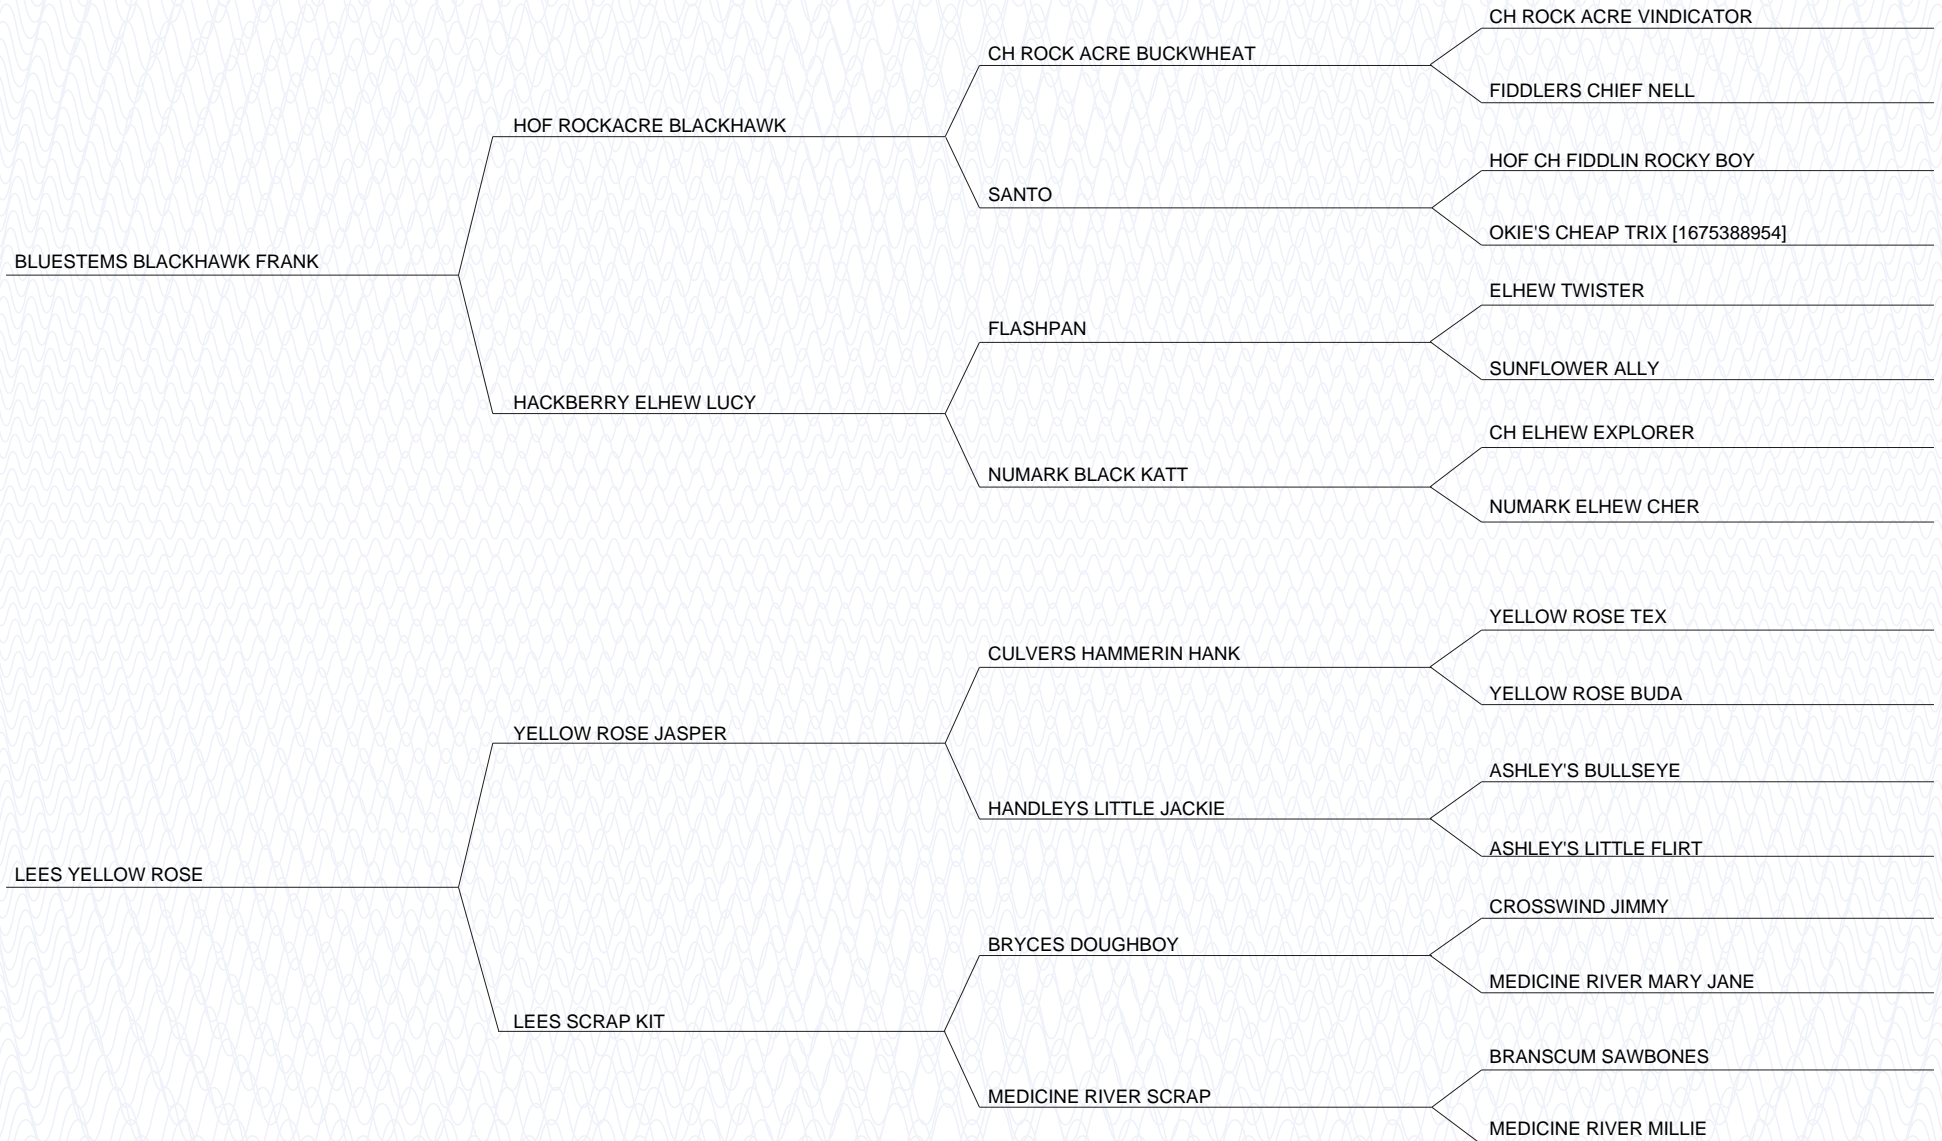 CH ROCK ACRE VINDICATOR
CH ROCK ACRE BUCKWHEAT
FIDDLERS CHIEF NELL
HOF ROCKACRE BLACKHAWK
HOF CH FIDDLIN ROCKY BOY
SANTO
OKIE'S CHEAP TRIX [1675388954]
BLUESTEMS BLACKHAWK FRANK
ELHEW TWISTER
FLASHPAN
SUNFLOWER ALLY
HACKBERRY ELHEW LUCY
CH ELHEW EXPLORER
NUMARK BLACK KATT
NUMARK ELHEW CHER
YELLOW ROSE TEX
CULVERS HAMMERIN HANK
YELLOW ROSE BUDA
YELLOW ROSE JASPER
ASHLEY'S BULLSEYE
HANDLEYS LITTLE JACKIE
ASHLEY'S LITTLE FLIRT
LEES YELLOW ROSE
CROSSWIND JIMMY
BRYCES DOUGHBOY
MEDICINE RIVER MARY JANE
LEES SCRAP KIT
BRANSCUM SAWBONES
MEDICINE RIVER SCRAP
MEDICINE RIVER MILLIE